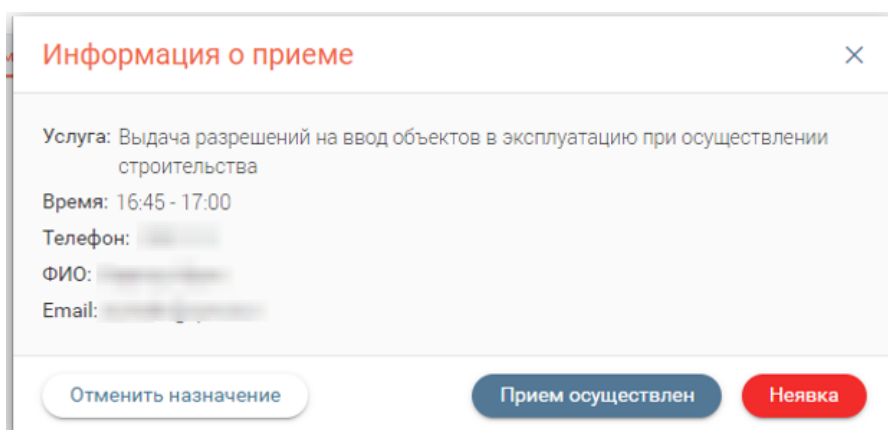 Информация о приеме
Услуга: Выдача разрешений на ввод объектов в эксплуатацию при осуществлении
строительства
Время: 16:45 - 17:00
Телефон:
ФИО:
Email:
Отменить назначение Прием осуществлен Неявка